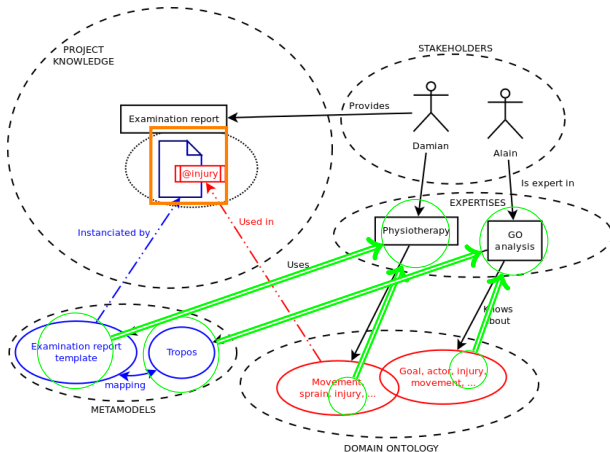 PROJECT
KNOWLEDGE
STAKEHOLDERS
Examination report
Provides
Damian
Alain
@injury
Is expert in
EXPERTISES
Instanciated by
Used in
Physiotherapy
GO
analysis
Uses
Knows
bout
Examination report
template
Tropos
mapping
METAMODELS
Movement
sprain, injury, ...
Goal, actor, injury,
movement, ...
DOMAIN ONTOLOGY